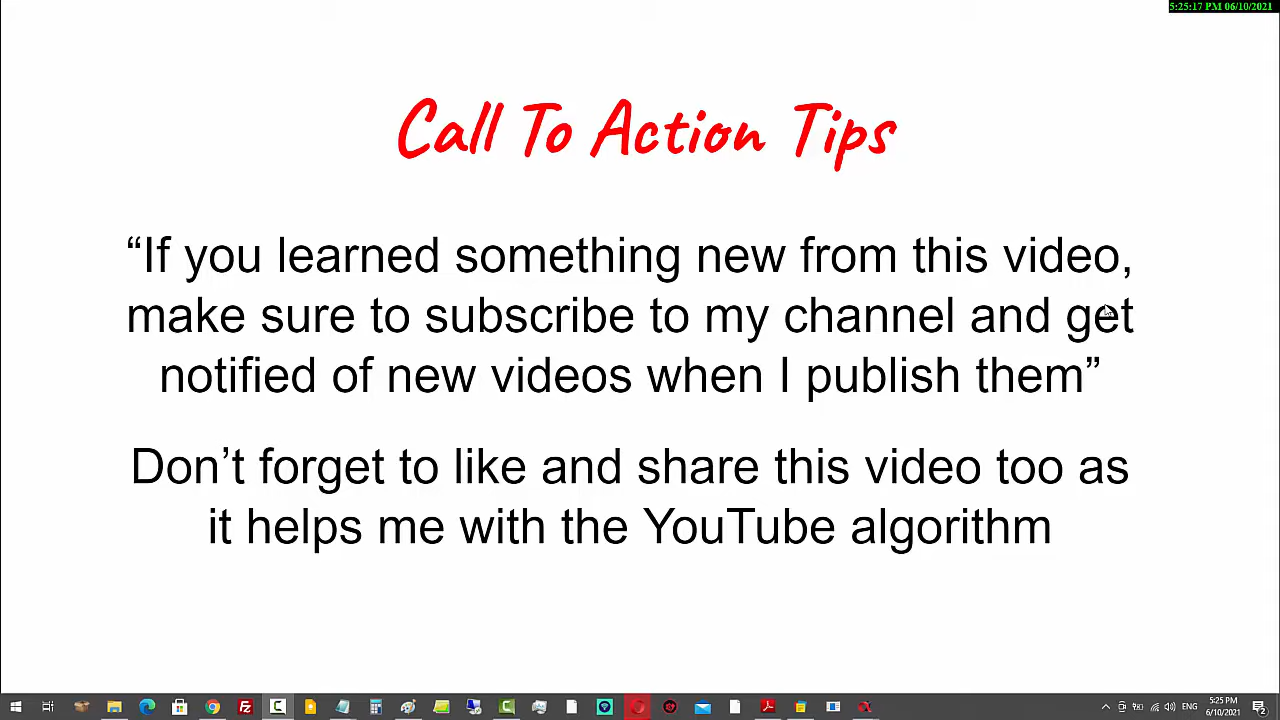 5:25:17 PM 06/10/2021
Call To Action Tips
“If you learned something new from this video,
make sure to subscribe to my channel and get
notified of new videos when I publish them”
Don’t forget to like and share this video too as
it helps me with the YouTube algorithm
ENG
5:25 PM
6/10/2021
2